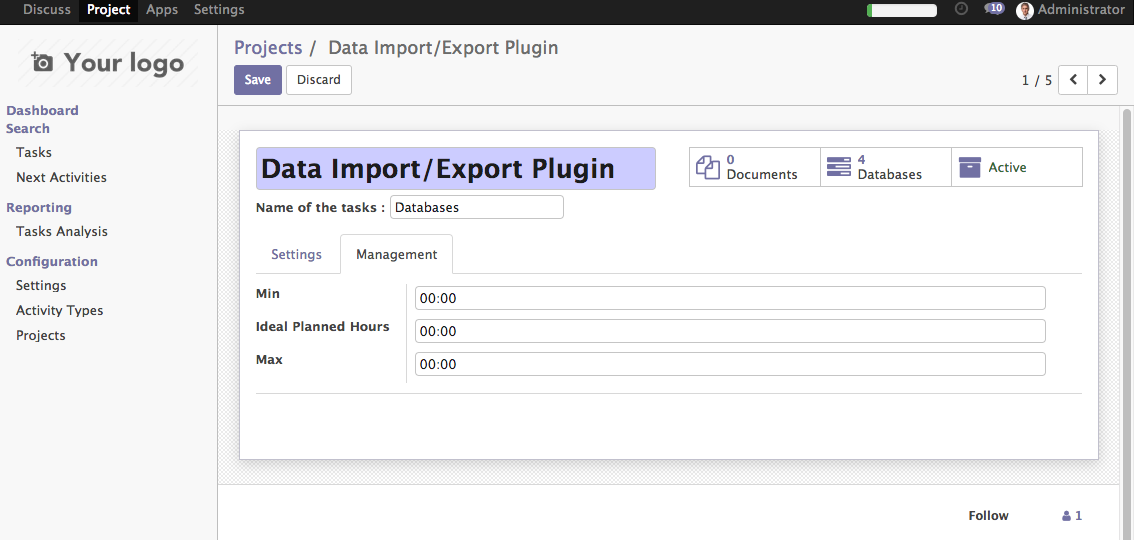 Discuss Project Apps Settings 10 Administrator
Your logo
Projects / Data Import/Export Plugin
Save Discard 1 / 5
Dashboard
Search
Tasks
Next Activities
Reporting
Tasks Analysis
Configuration
Settings
Activity Types
Projects
Data Import/Export Plugin
0 Documents
4 Databases
Active
Name of the tasks : Databases
Settings Management
Min 00:00
Ideal Planned Hours 00:00
Max 00:00
Follow 1